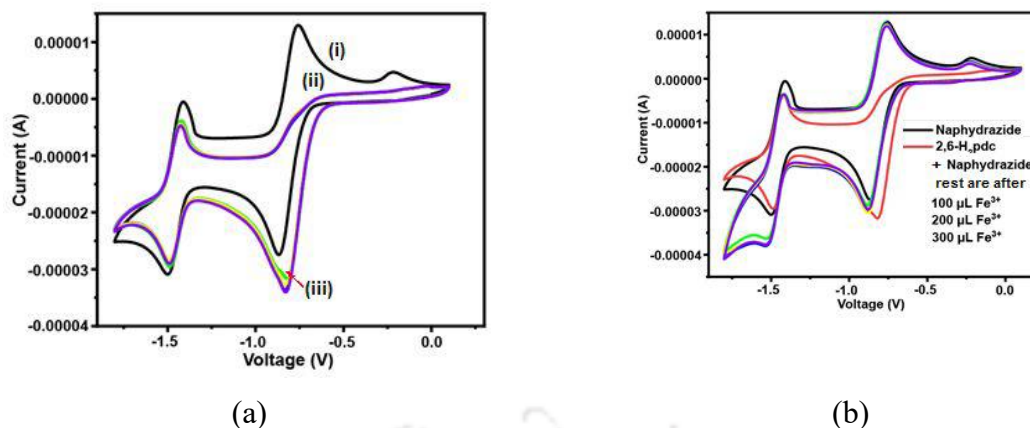 0.00001
0.00000
-0.00001
-0.00002
-0.00003
-0.00004
Current (A)
(i)
(ii)
(iii)
-1.5
-1.0
-0.5
0.0
Voltage (V)
(a)
0.00001
0.00000
-0.00001
-0.00002
-0.00003
-0.00004
Current (A)
Naphydrazide
2,6-H₂pdc
+ Naphydrazide
rest are after
100 µL Fe³⁺
200 µL Fe³⁺
300 µL Fe³⁺
-1.5
-1.0
-0.5
0.0
Voltage (V)
(b)